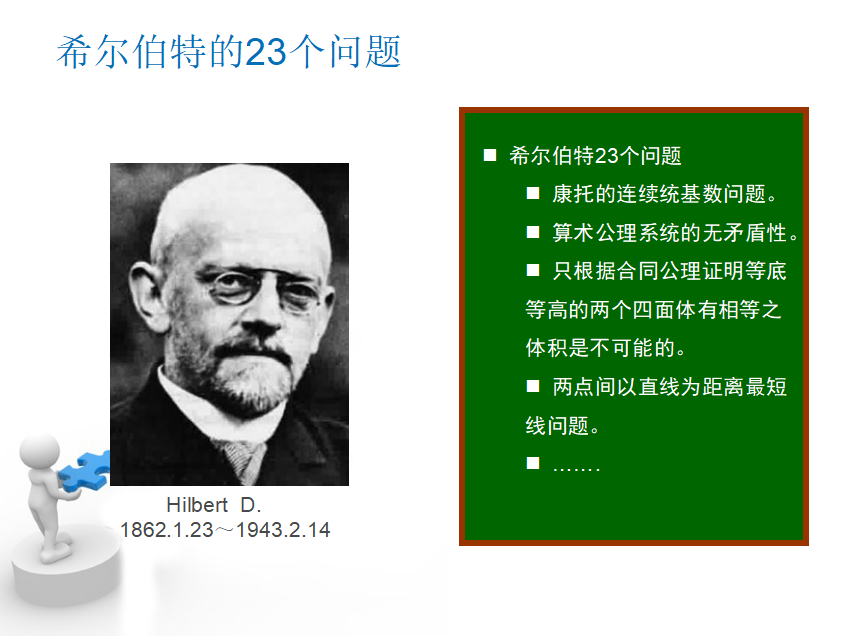 希尔伯特的23个问题
■ 希尔伯特23个问题
■ 康托的连续统基数问题。
■ 算术公理系统的无矛盾性。
■ 只根据合同公理证明等底
等高的两个四面体有相等之
体积是不可能的。
■ 两点间以直线为距离最短
线问题。
■ …….
Hilbert D.
1862.1.23～1943.2.14